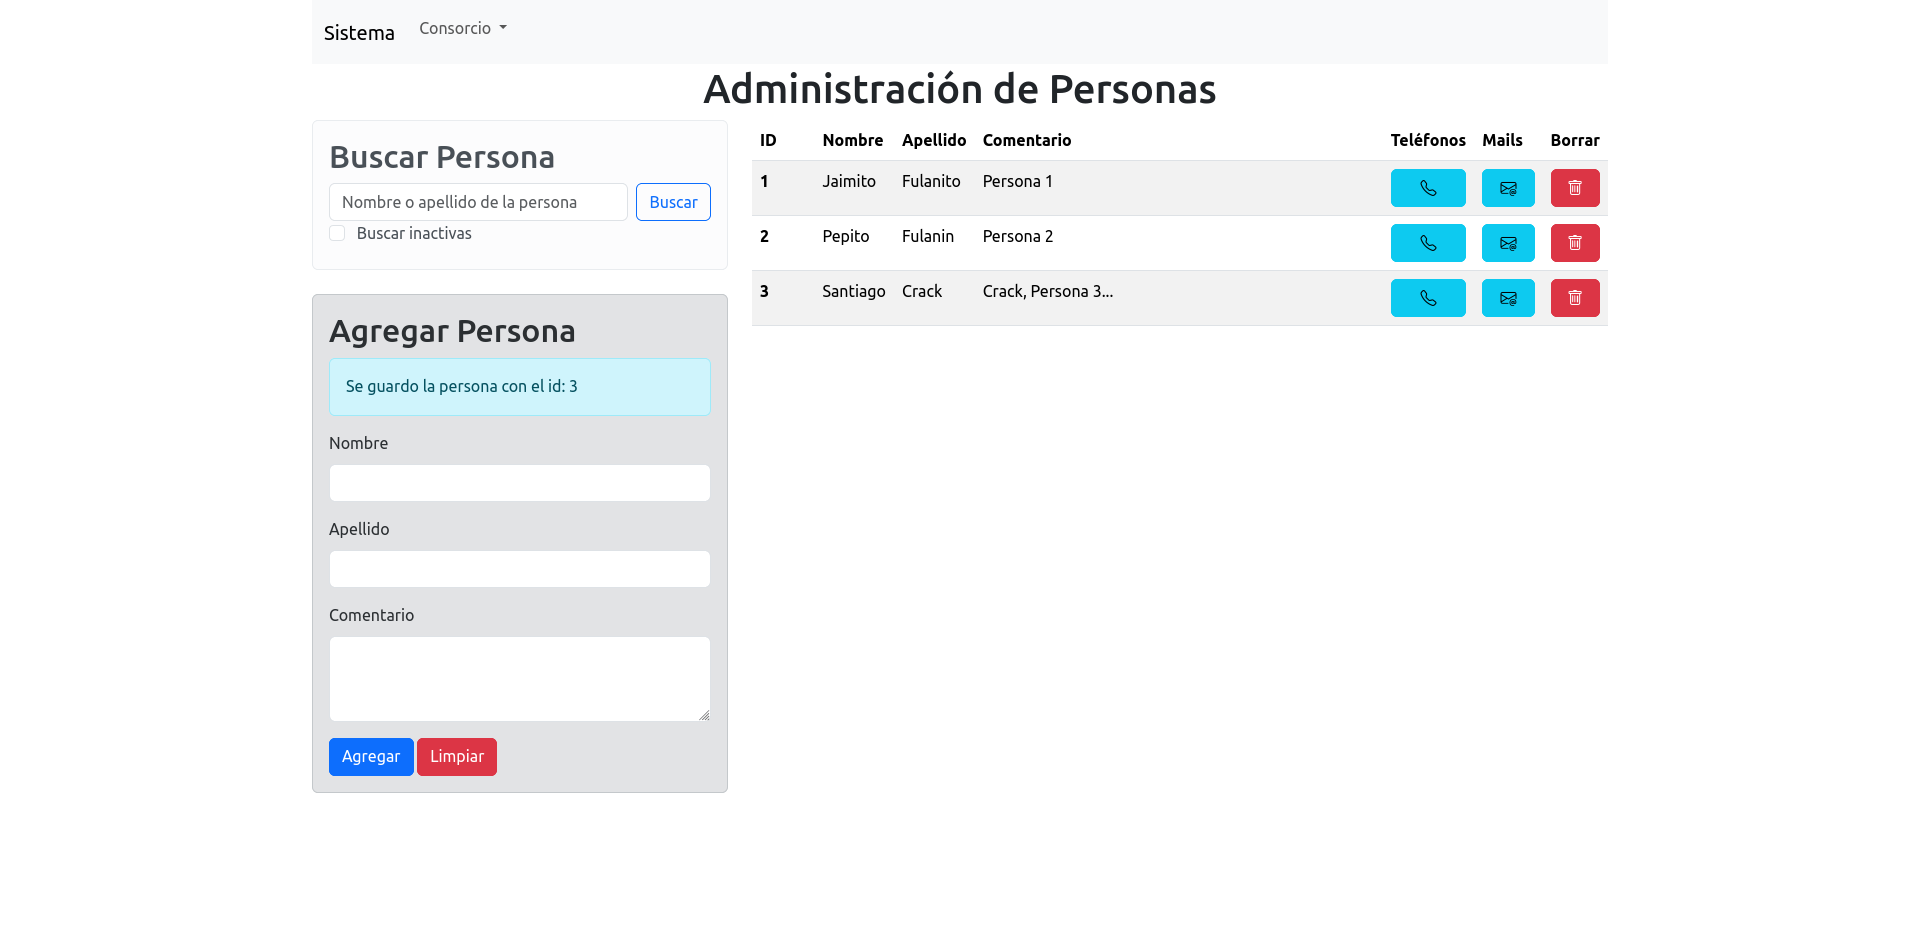 Sistema Consorcio
Administración de Personas
Buscar Persona
Nombre o apellido de la persona Buscar
Buscar inactivas
Agregar Persona
Se guardo la persona con el id: 3
Nombre
Apellido
Comentario
Agregar Limpiar
ID Nombre Apellido Comentario Teléfonos Mails Borrar
1 Jaimito Fulanito Persona 1
2 Pepito Fulanin Persona 2
3 Santiago Crack Crack, Persona 3...